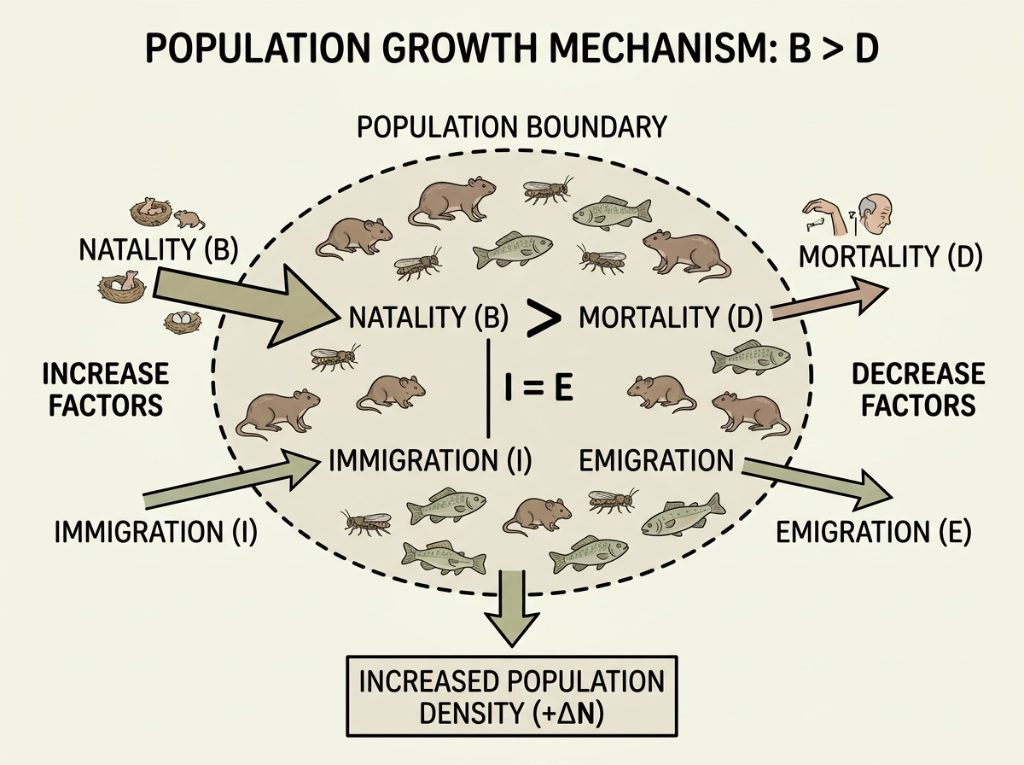 POPULATION GROWTH MECHANISM: B > D
POPULATION BOUNDARY
NATALITY (B)
MORTALITY (D)
NATALITY (B) > MORTALITY (D)
INCREASE
FACTORS
I = E
DECREASE
FACTORS
IMMIGRATION (I)
EMIGRATION
IMMIGRATION (I)
EMIGRATION (E)
INCREASED POPULATION
DENSITY (+ΔN)